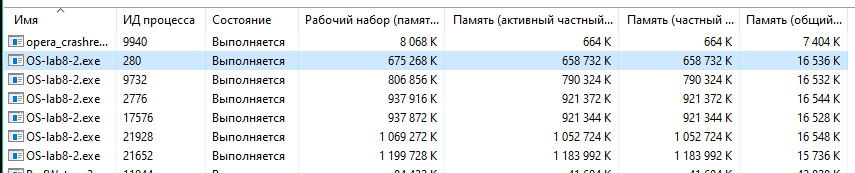 Имя ИД процесса Состояние Рабочий набор (памят... Память (активный частный... Память (частный ... Память (общий...
opera_crashre... 9940 Выполняется 8 068 K 664 K 664 K 7 404 K
OS-lab8-2.exe 280 Выполняется 675 268 K 658 732 K 658 732 K 16 536 K
OS-lab8-2.exe 9732 Выполняется 806 856 K 790 324 K 790 324 K 16 532 K
OS-lab8-2.exe 2776 Выполняется 937 916 K 921 372 K 921 372 K 16 544 K
OS-lab8-2.exe 17576 Выполняется 937 872 K 921 344 K 921 344 K 16 528 K
OS-lab8-2.exe 21928 Выполняется 1 069 272 K 1 052 724 K 1 052 724 K 16 548 K
OS-lab8-2.exe 21652 Выполняется 1 199 728 K 1 183 992 K 1 183 992 K 15 736 K